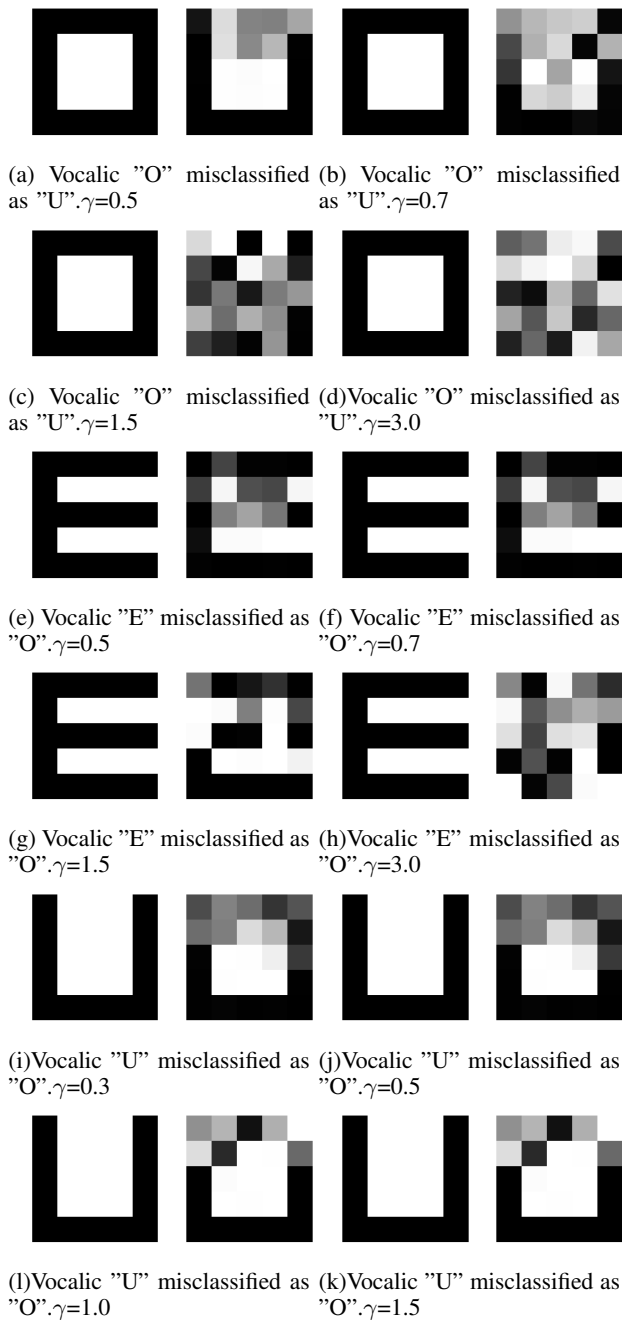 (a) Vocalic ”O” misclassified
as ”U”.γ=0.5
(b) Vocalic ”O” misclassified
as ”U”.γ=0.7
(c) Vocalic ”O” misclassified
as ”U”.γ=1.5
(d)Vocalic ”O” misclassified as
”U”.γ=3.0
(e) Vocalic ”E” misclassified as
”O”.γ=0.5
(f) Vocalic ”E” misclassified as
”O”.γ=0.7
(g) Vocalic ”E” misclassified as
”O”.γ=1.5
(h)Vocalic ”E” misclassified as
”O”.γ=3.0
(i)Vocalic ”U” misclassified as
”O”.γ=0.3
(j)Vocalic ”U” misclassified as
”O”.γ=0.5
(l)Vocalic ”U” misclassified as
”O”.γ=1.0
(k)Vocalic ”U” misclassified as
”O”.γ=1.5